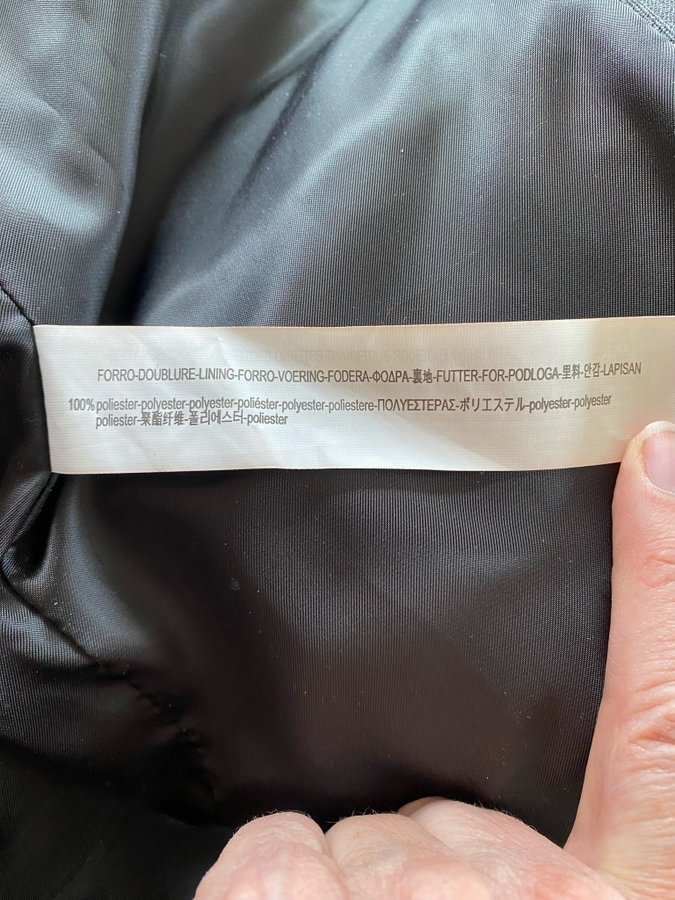 FORRO-DOUBLURE-LINING-FORRO-VOERING-FODERA-ΦΟΔΡΑ-裏地-FUTTER-FOR-PODLOGA-里料-안감-LAPISAN
100% poliester-polyester-polyester-poliéster-polyester-poliestere-ΠΟΛΥΕΣΤΕΡΑΣ-ポリエステル-polyester-polyester
poliester-聚酯纤维-폴리에스터-poliester